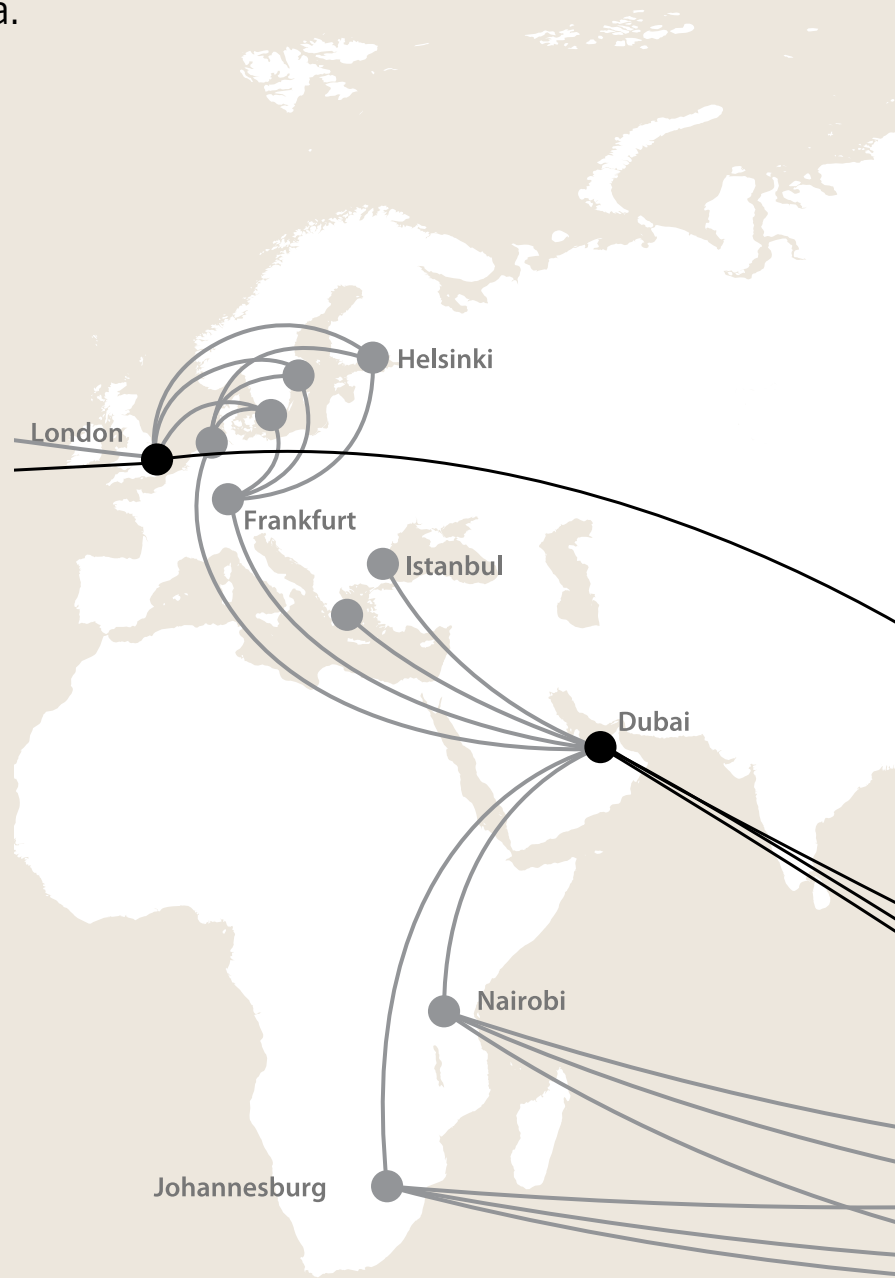 a.
Helsinki
London
Frankfurt
Istanbul
Dubai
Nairobi
Johannesburg